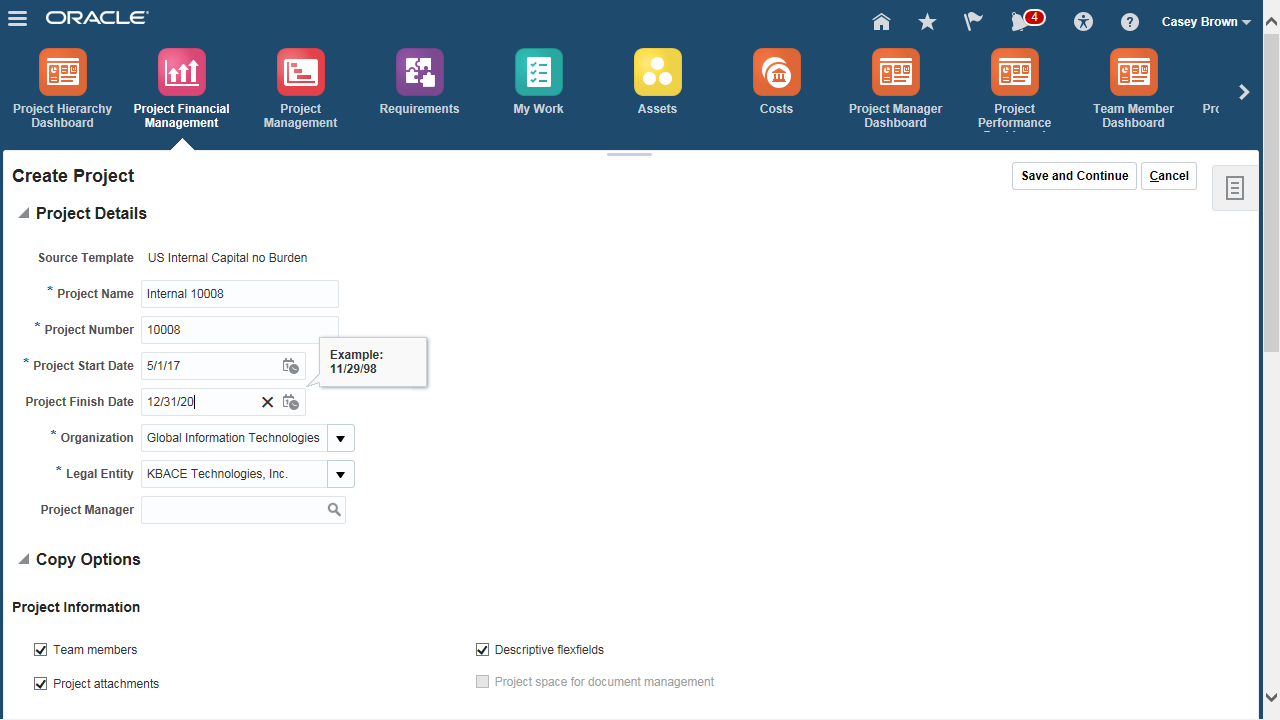 ORACLE
4
Casey Brown
Project Hierarchy
Dashboard
Project Financial
Management
Project
Management
Requirements
My Work
Assets
Costs
Project Manager
Dashboard
Project
Performance
Team Member
Dashboard
Create Project
Save and Continue
Cancel
Project Details
Source Template US Internal Capital no Burden
* Project Name Internal 10008
* Project Number 10008
* Project Start Date 5/1/17
Example:
11/29/98
Project Finish Date 12/31/20
* Organization Global Information Technologies
* Legal Entity KBACE Technologies, Inc.
Project Manager
Copy Options
Project Information
Team members
Descriptive flexfields
Project attachments
Project space for document management